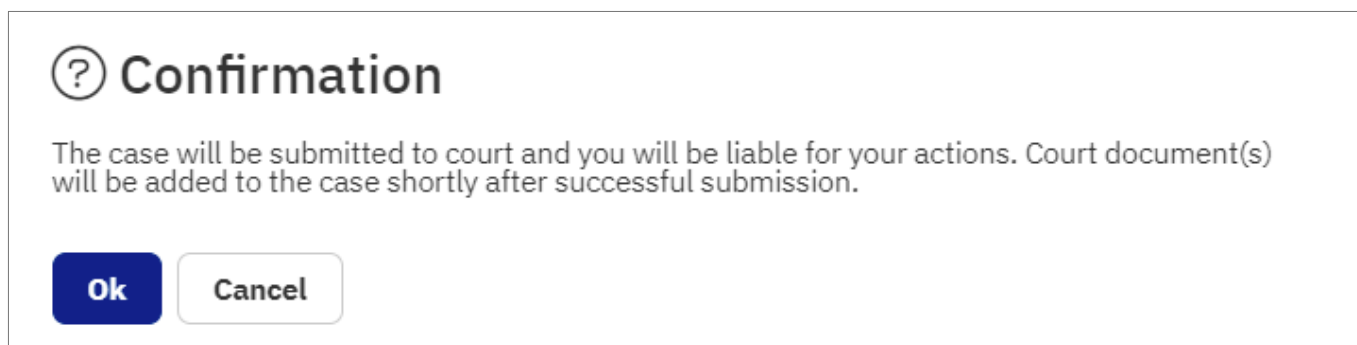 ? Confirmation
The case will be submitted to court and you will be liable for your actions. Court document(s)
will be added to the case shortly after successful submission.
Ok Cancel